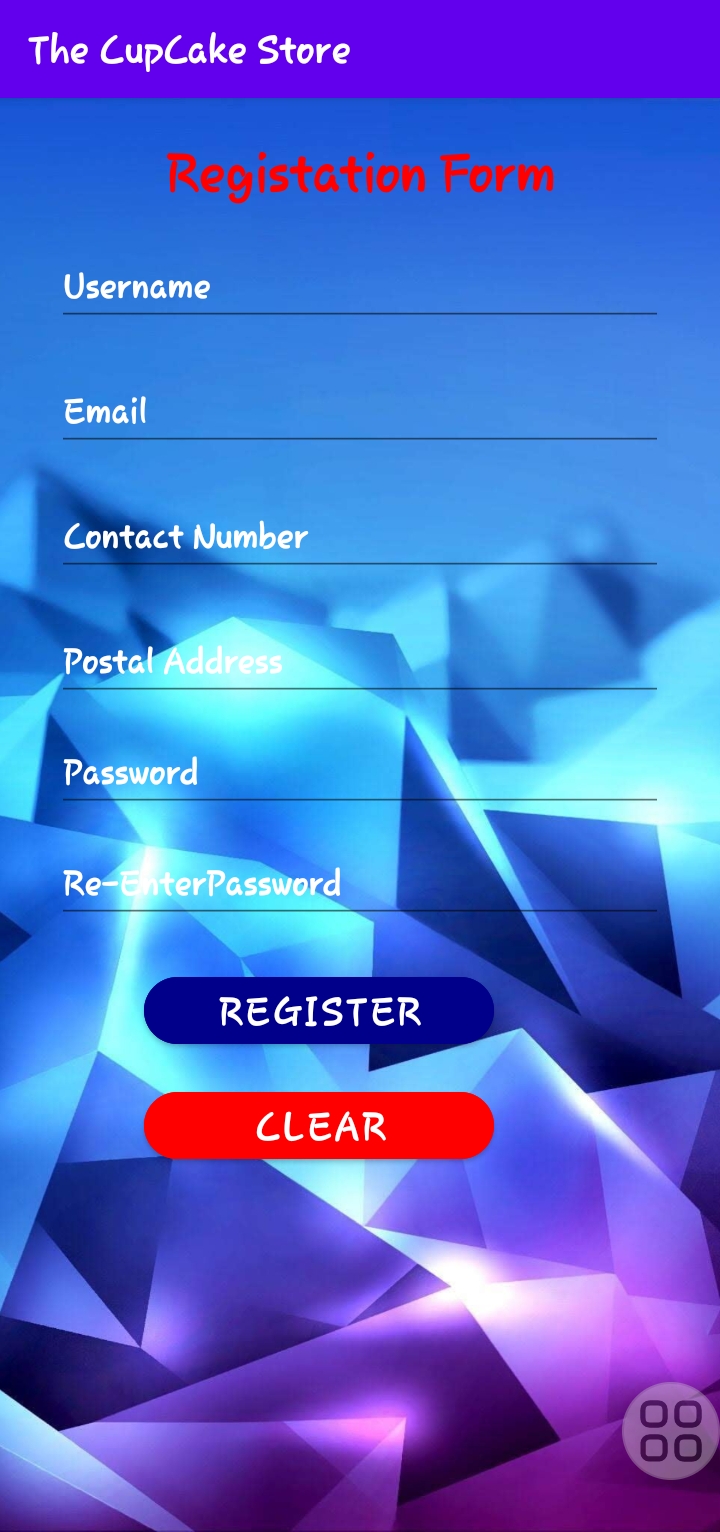 The CupCake Store
Registation Form
Username
Email
Contact Number
Postal Address
Password
Re-EnterPassword
REGISTER
CLEAR